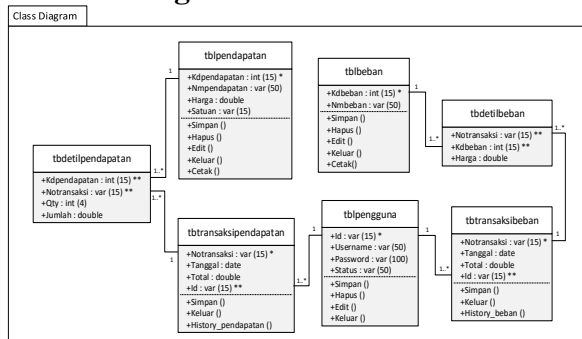 Class Diagram
tblpendapatan
+Kdpendapatan : int (15) *
+Nmpendapatan : var (50)
+Harga : double
+Satuan : var (15)
+Simpan ()
+Hapus ()
+Edit ()
+Keluar ()
+Cetak ()
1
1..*
tblbeban
+Kdbeban : int (15) *
+Nmbeban : var (50)
+Simpan ()
+Hapus ()
+Edit ()
+Keluar ()
+Cetak()
1
1..*
tbdetilbeban
+Notransaksi : var (15) **
+Kdbeban : int (15) **
+Harga : double
1..*
1
tbdetilpendapatan
+Kdpendapatan : int (15) **
+Notransaksi : var (15) **
+Qty : int (4)
+Jumlah : double
1..*
1
tbtransaksipendapatan
+Notransaksi : var (15) *
+Tanggal : date
+Total : double
+Id : var (15) **
+Simpan ()
+Keluar ()
+History_pendapatan ()
1..*
1
tblpengguna
+Id : var (15) *
+Username : var (50)
+Password : var (100)
+Status : var (50)
+Simpan ()
+Hapus ()
+Edit ()
+Keluar ()
1
1..*
tbtransaksibeban
+Notransaksi : var (15) *
+Tanggal : date
+Total : double
+Id : var (15) **
+Simpan ()
+Keluar ()
+History_beban ()